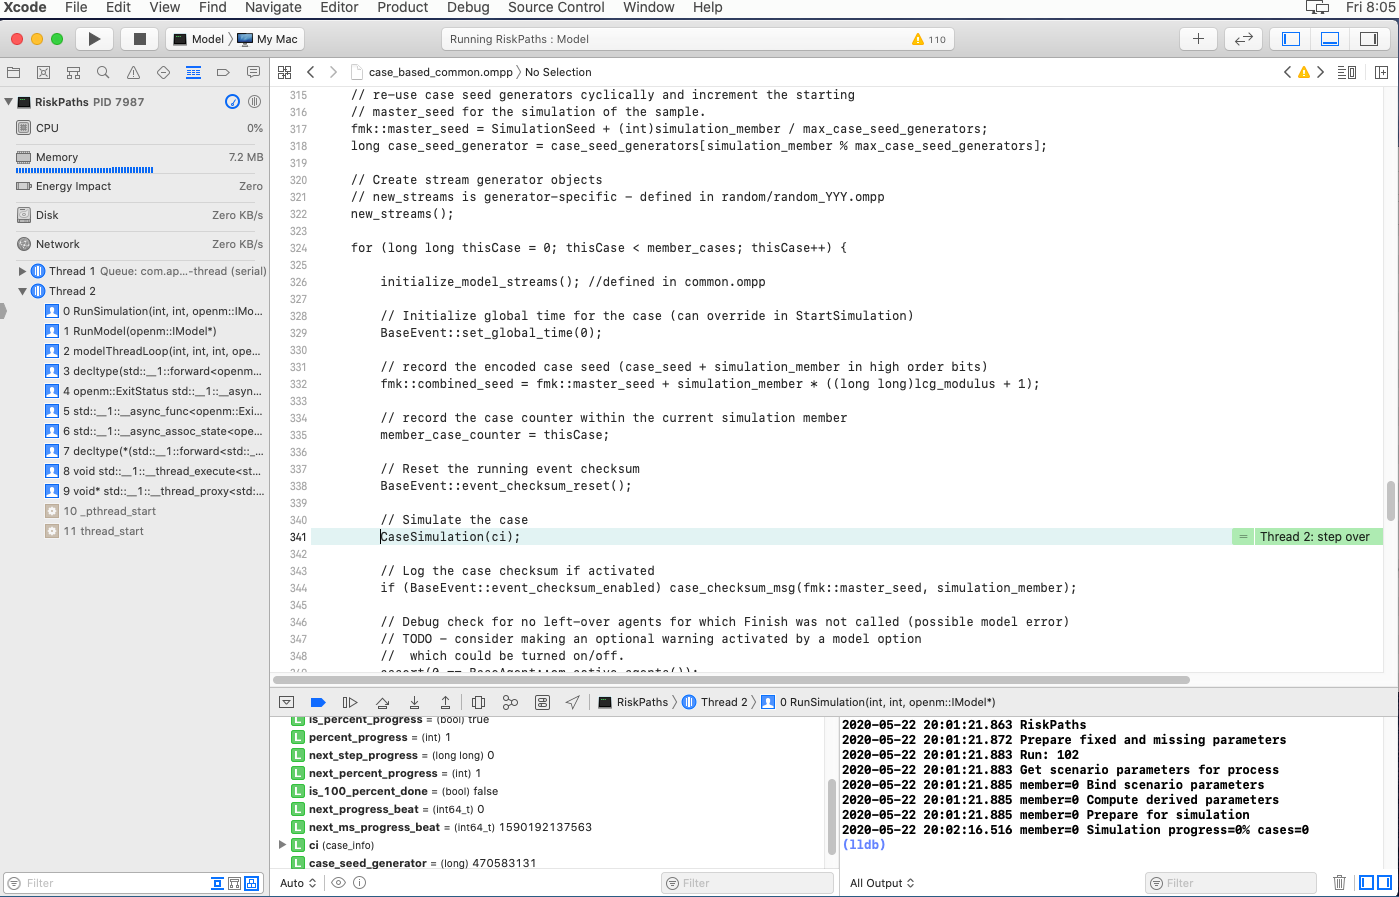 Xcode File Edit View Find Navigate Editor Product Debug Source Control Window Help Fri 8:05
Model My Mac Running RiskPaths : Model 110
case_based_common.ompp No Selection
RiskPaths PID 7987
CPU 0%
Memory 7.2 MB
Energy Impact Zero
Disk Zero KB/s
Network Zero KB/s
Thread 1 Queue: com.ap...-thread (serial)
Thread 2
0 RunSimulation(int, int, openm::IMo...
1 RunModel(openm::IModel*)
2 modelThreadLoop(int, int, int, ope...
3 decltype(std::__1::forward<openm...
4 openm::ExitStatus std::__1::__asyn...
5 std::__1::__async_func<openm::Exi...
6 std::__1::__async_assoc_state<ope...
7 decltype(*(std::__1::forward<std::_...
8 void std::__1::__thread_execute<st...
9 void* std::__1::__thread_proxy<std:...
10 _pthread_start
11 thread_start
Filter
315 // re-use case seed generators cyclically and increment the starting
316 // master_seed for the simulation of the sample.
317 fmk::master_seed = SimulationSeed + (int)simulation_member / max_case_seed_generators;
318 long case_seed_generator = case_seed_generators[simulation_member % max_case_seed_generators];
319
320 // Create stream generator objects
321 // new_streams is generator-specific - defined in random/random_YYY.ompp
322 new_streams();
323
324 for (long long thisCase = 0; thisCase < member_cases; thisCase++) {
325
326 initialize_model_streams(); //defined in common.ompp
327
328 // Initialize global time for the case (can override in StartSimulation)
329 BaseEvent::set_global_time(0);
330
331 // record the encoded case seed (case_seed + simulation_member in high order bits)
332 fmk::combined_seed = fmk::master_seed + simulation_member * ((long long)lcg_modulus + 1);
333
334 // record the case counter within the current simulation member
335 member_case_counter = thisCase;
336
337 // Reset the running event checksum
338 BaseEvent::event_checksum_reset();
339
340 // Simulate the case
341 CaseSimulation(ci); = Thread 2: step over
342
343 // Log the case checksum if activated
344 if (BaseEvent::event_checksum_enabled) case_checksum_msg(fmk::master_seed, simulation_member);
345
346 // Debug check for no left-over agents for which Finish was not called (possible model error)
347 // TODO - consider making an optional warning activated by a model option
348 // which could be turned on/off.
RiskPaths Thread 2 0 RunSimulation(int, int, openm::IModel*)
L is_percent_progress = (bool) true
L percent_progress = (int) 1
L next_step_progress = (long long) 0
L next_percent_progress = (int) 1
L is_100_percent_done = (bool) false
L next_progress_beat = (int64_t) 0
L next_ms_progress_beat = (int64_t) 1590192137563
L ci (case_info)
L case_seed_generator = (long) 470583131
Auto Filter
2020-05-22 20:01:21.863 RiskPaths
2020-05-22 20:01:21.872 Prepare fixed and missing parameters
2020-05-22 20:01:21.883 Run: 102
2020-05-22 20:01:21.883 Get scenario parameters for process
2020-05-22 20:01:21.885 member=0 Bind scenario parameters
2020-05-22 20:01:21.885 member=0 Compute derived parameters
2020-05-22 20:01:21.885 member=0 Prepare for simulation
2020-05-22 20:02:16.516 member=0 Simulation progress=0% cases=0
(lldb)
All Output Filter